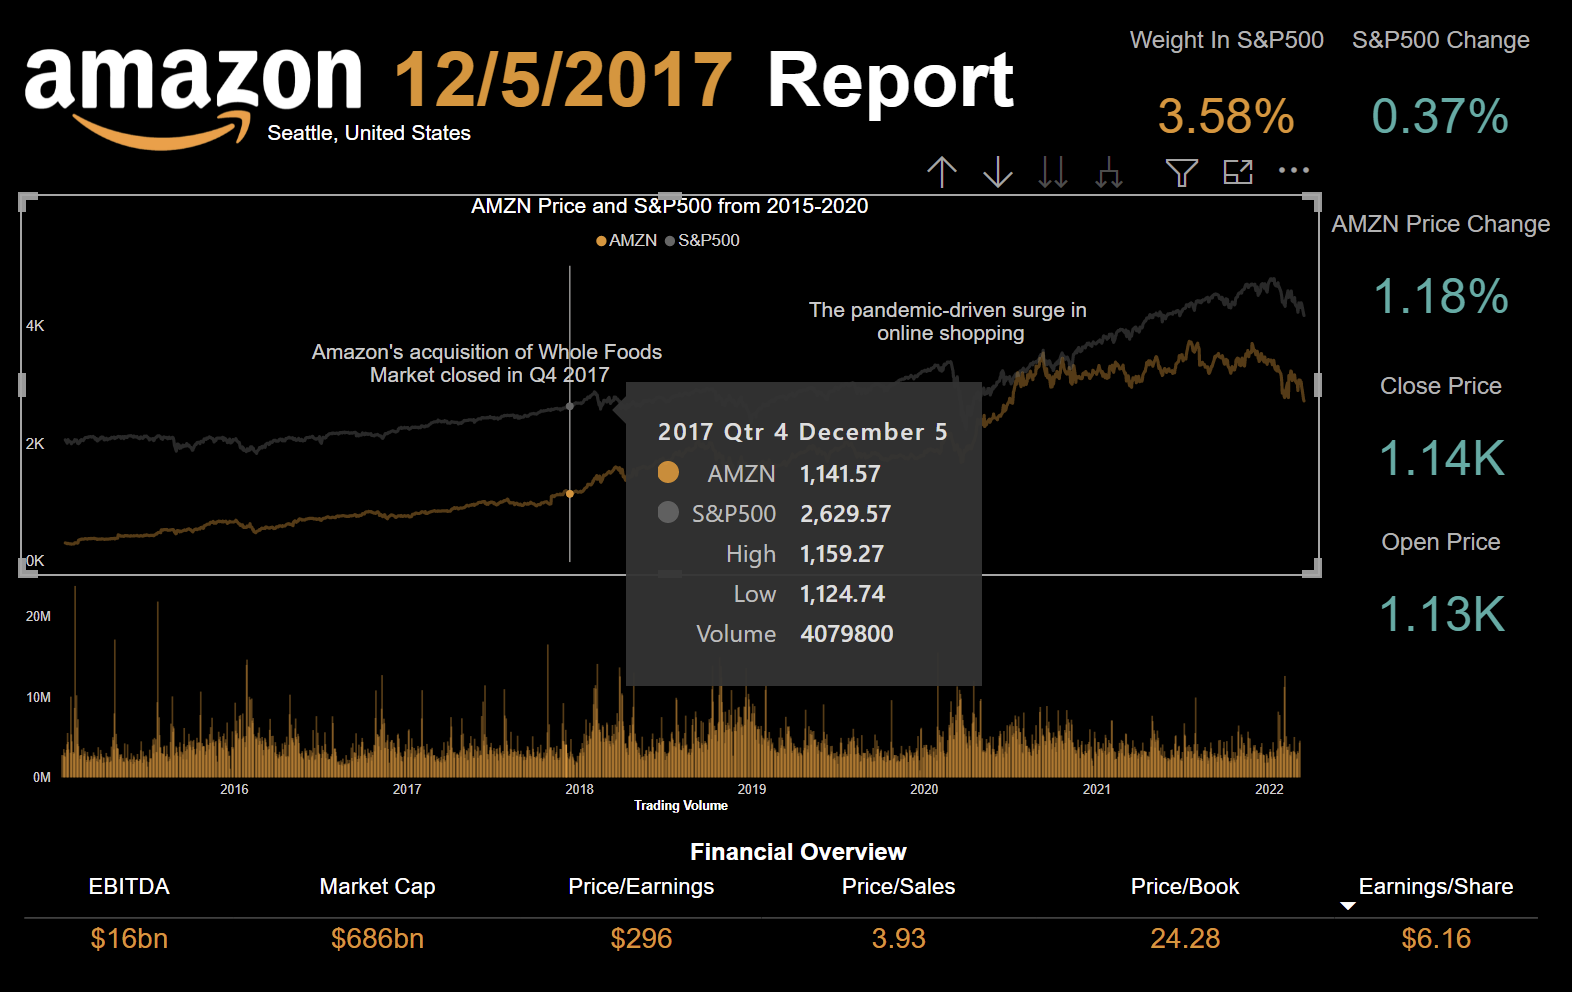 amazon 12/5/2017 Report
Seattle, United States
Weight In S&P500
3.58%
S&P500 Change
0.37%
AMZN Price and S&P500 from 2015-2020
AMZN S&P500
4K
2K
0K
Amazon's acquisition of Whole Foods
Market closed in Q4 2017
The pandemic-driven surge in
online shopping
2017 Qtr 4 December 5
AMZN 1,141.57
S&P500 2,629.57
High 1,159.27
Low 1,124.74
Volume 4079800
AMZN Price Change
1.18%
Close Price
1.14K
Open Price
1.13K
20M
10M
0M
2016 2017 2018 2019 2020 2021 2022
Trading Volume
Financial Overview
EBITDA Market Cap Price/Earnings Price/Sales Price/Book Earnings/Share
$16bn $686bn $296 3.93 24.28 $6.16